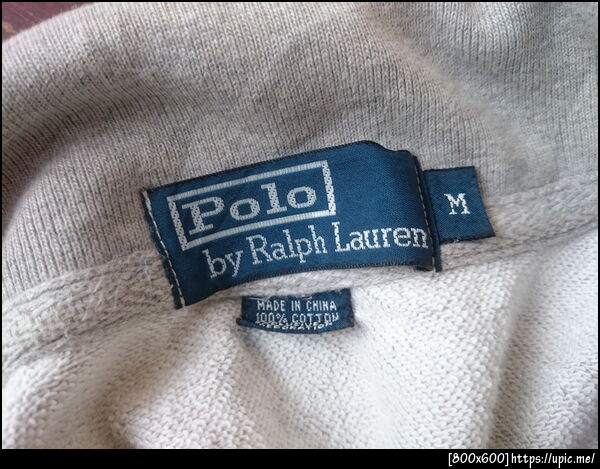 Polo
by Ralph Lauren
M
MADE IN CHINA
100% COTTON
[800x600]https://upic.me/